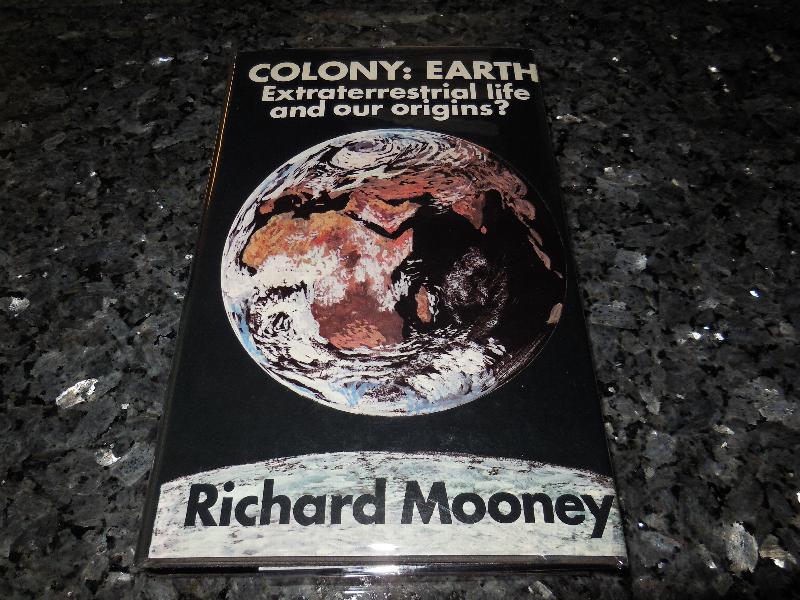 COLONY: EARTH
Extraterrestrial life
and our origins?
Richard Mooney